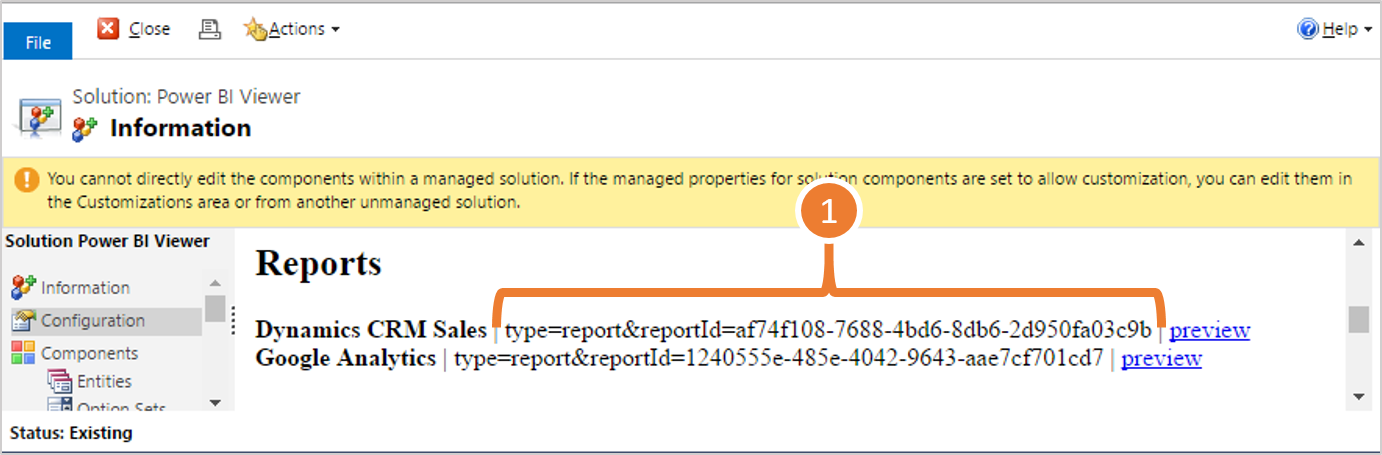 File Close Actions Help
Solution: Power BI Viewer
Information
You cannot directly edit the components within a managed solution. If the managed properties for solution components are set to allow customization, you can edit them in
the Customizations area or from another unmanaged solution.
1
Solution Power BI Viewer
Information
Configuration
Components
Entities
Option Sets
Reports
Dynamics CRM Sales | type=report&reportId=af74f108-7688-4bd6-8db6-2d950fa03c9b | preview
Google Analytics | type=report&reportId=1240555e-485e-4042-9643-aae7cf701cd7 | preview
Status: Existing